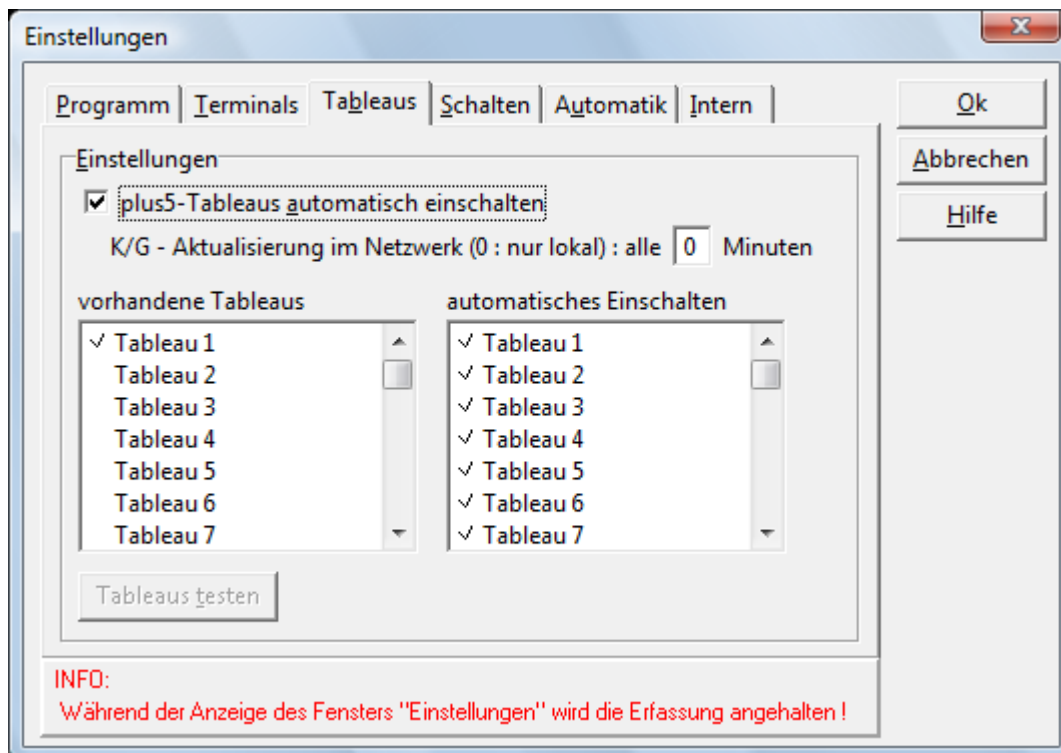 Einstellungen
Programm Terminals Tableaus Schalten Automatik Intern
Ok
Abbrechen
Hilfe
Einstellungen
plus5-Tableaus automatisch einschalten
K/G - Aktualisierung im Netzwerk (0 : nur lokal) : alle 0 Minuten
vorhandene Tableaus
Tableau 1
Tableau 2
Tableau 3
Tableau 4
Tableau 5
Tableau 6
Tableau 7
automatisches Einschalten
Tableau 1
Tableau 2
Tableau 3
Tableau 4
Tableau 5
Tableau 6
Tableau 7
Tableaus testen
INFO:
Während der Anzeige des Fensters "Einstellungen" wird die Erfassung angehalten !